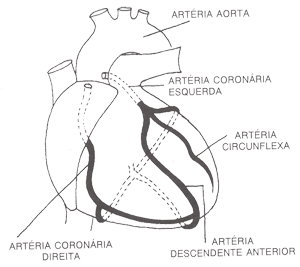 ARTÉRIA AORTA
ARTÉRIA CORONÁRIA
ESQUERDA
ARTÉRIA
CIRCUNFLEXA
ARTÉRIA CORONÁRIA
DIREITA
ARTÉRIA
DESCENDENTE ANTERIOR